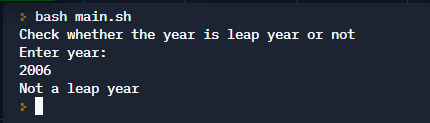 > bash main.sh
Check whether the year is leap year or not
Enter year:
2006
Not a leap year
>